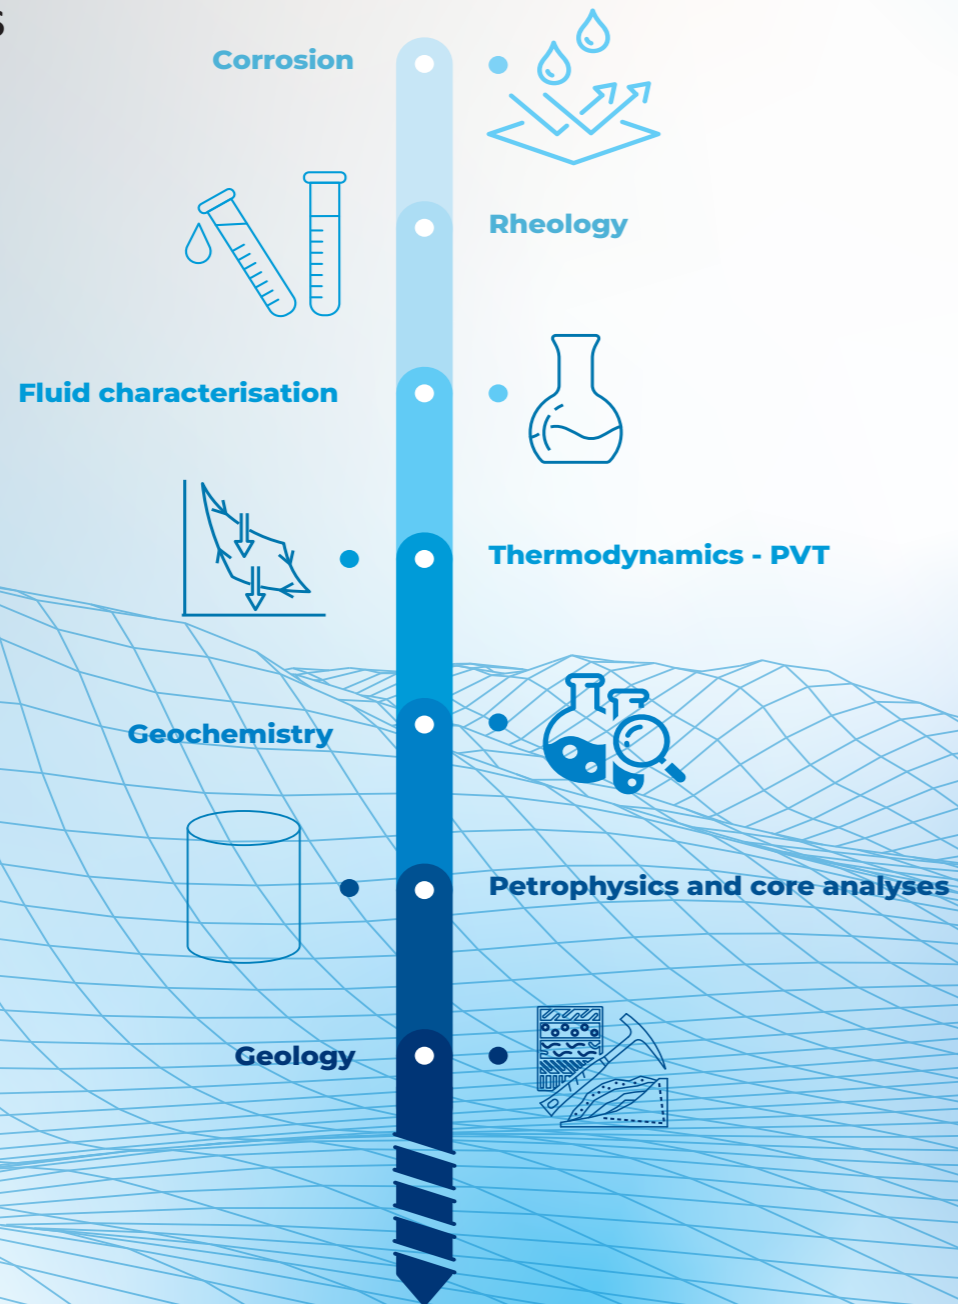 s
Corrosion
Rheology
Fluid characterisation
Thermodynamics - PVT
Geochemistry
Petrophysics and core analyses
Geology